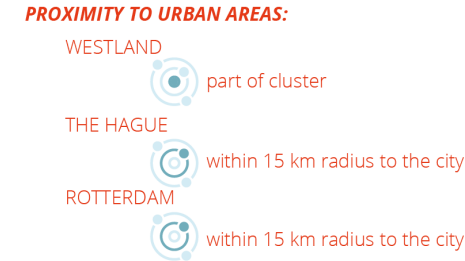 PROXIMITY TO URBAN AREAS:
WESTLAND
part of cluster
THE HAGUE
within 15 km radius to the city
ROTTERDAM
within 15 km radius to the city